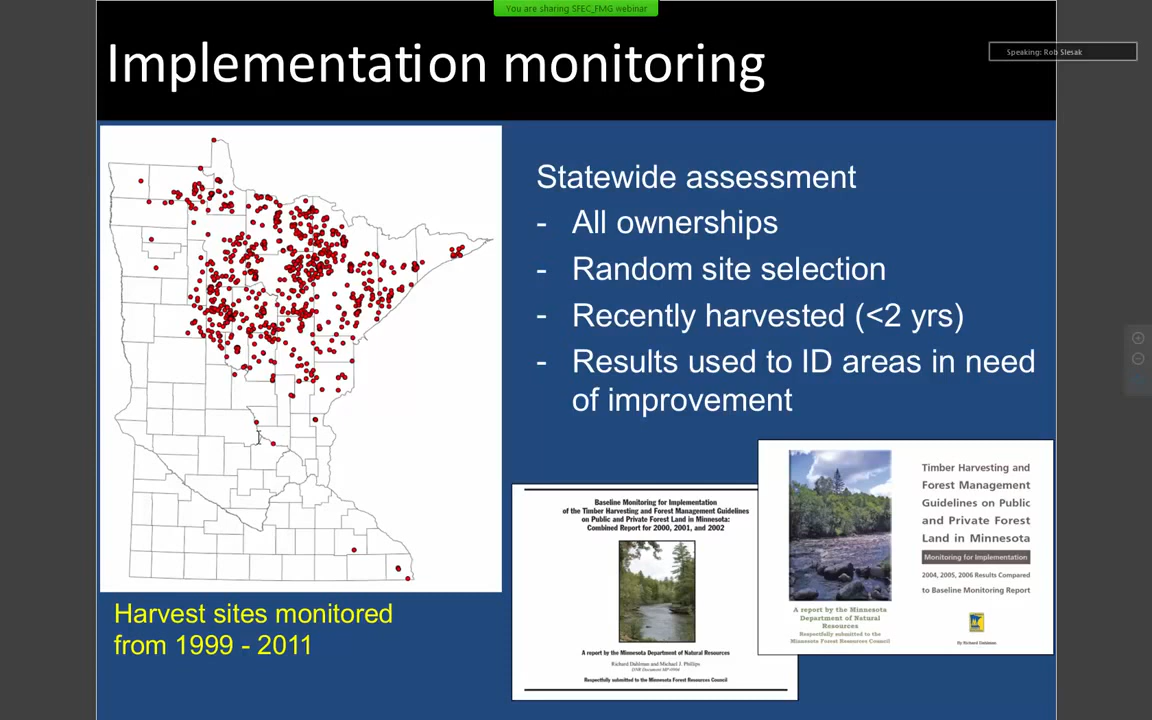 You are sharing SFEC_FMG webinar
Implementation monitoring
Speaking: Rob Slesak
Statewide assessment
- All ownerships
- Random site selection
- Recently harvested (<2 yrs)
- Results used to ID areas in need
of improvement
Harvest sites monitored
from 1999 - 2011
Baseline Monitoring for Implementation
of the Timber Harvesting and Forest Management Guidelines
on Public and Private Forest Land in Minnesota:
Combined Report for 2000, 2001, and 2002
A report by the Minnesota Department of Natural Resources
Richard Dahlman and Michael J. Phillips
Respectfully submitted to the Minnesota Forest Resources Council
Timber Harvesting and
Forest Management
Guidelines on Public
and Private Forest
Land in Minnesota
Monitoring for Implementation
2004, 2005, 2006 Results Compared
to Baseline Monitoring Report
A report by the Minnesota
Department of Natural
Resources
Respectfully submitted to the
Minnesota Forest Resources Council
By Richard Dahlman